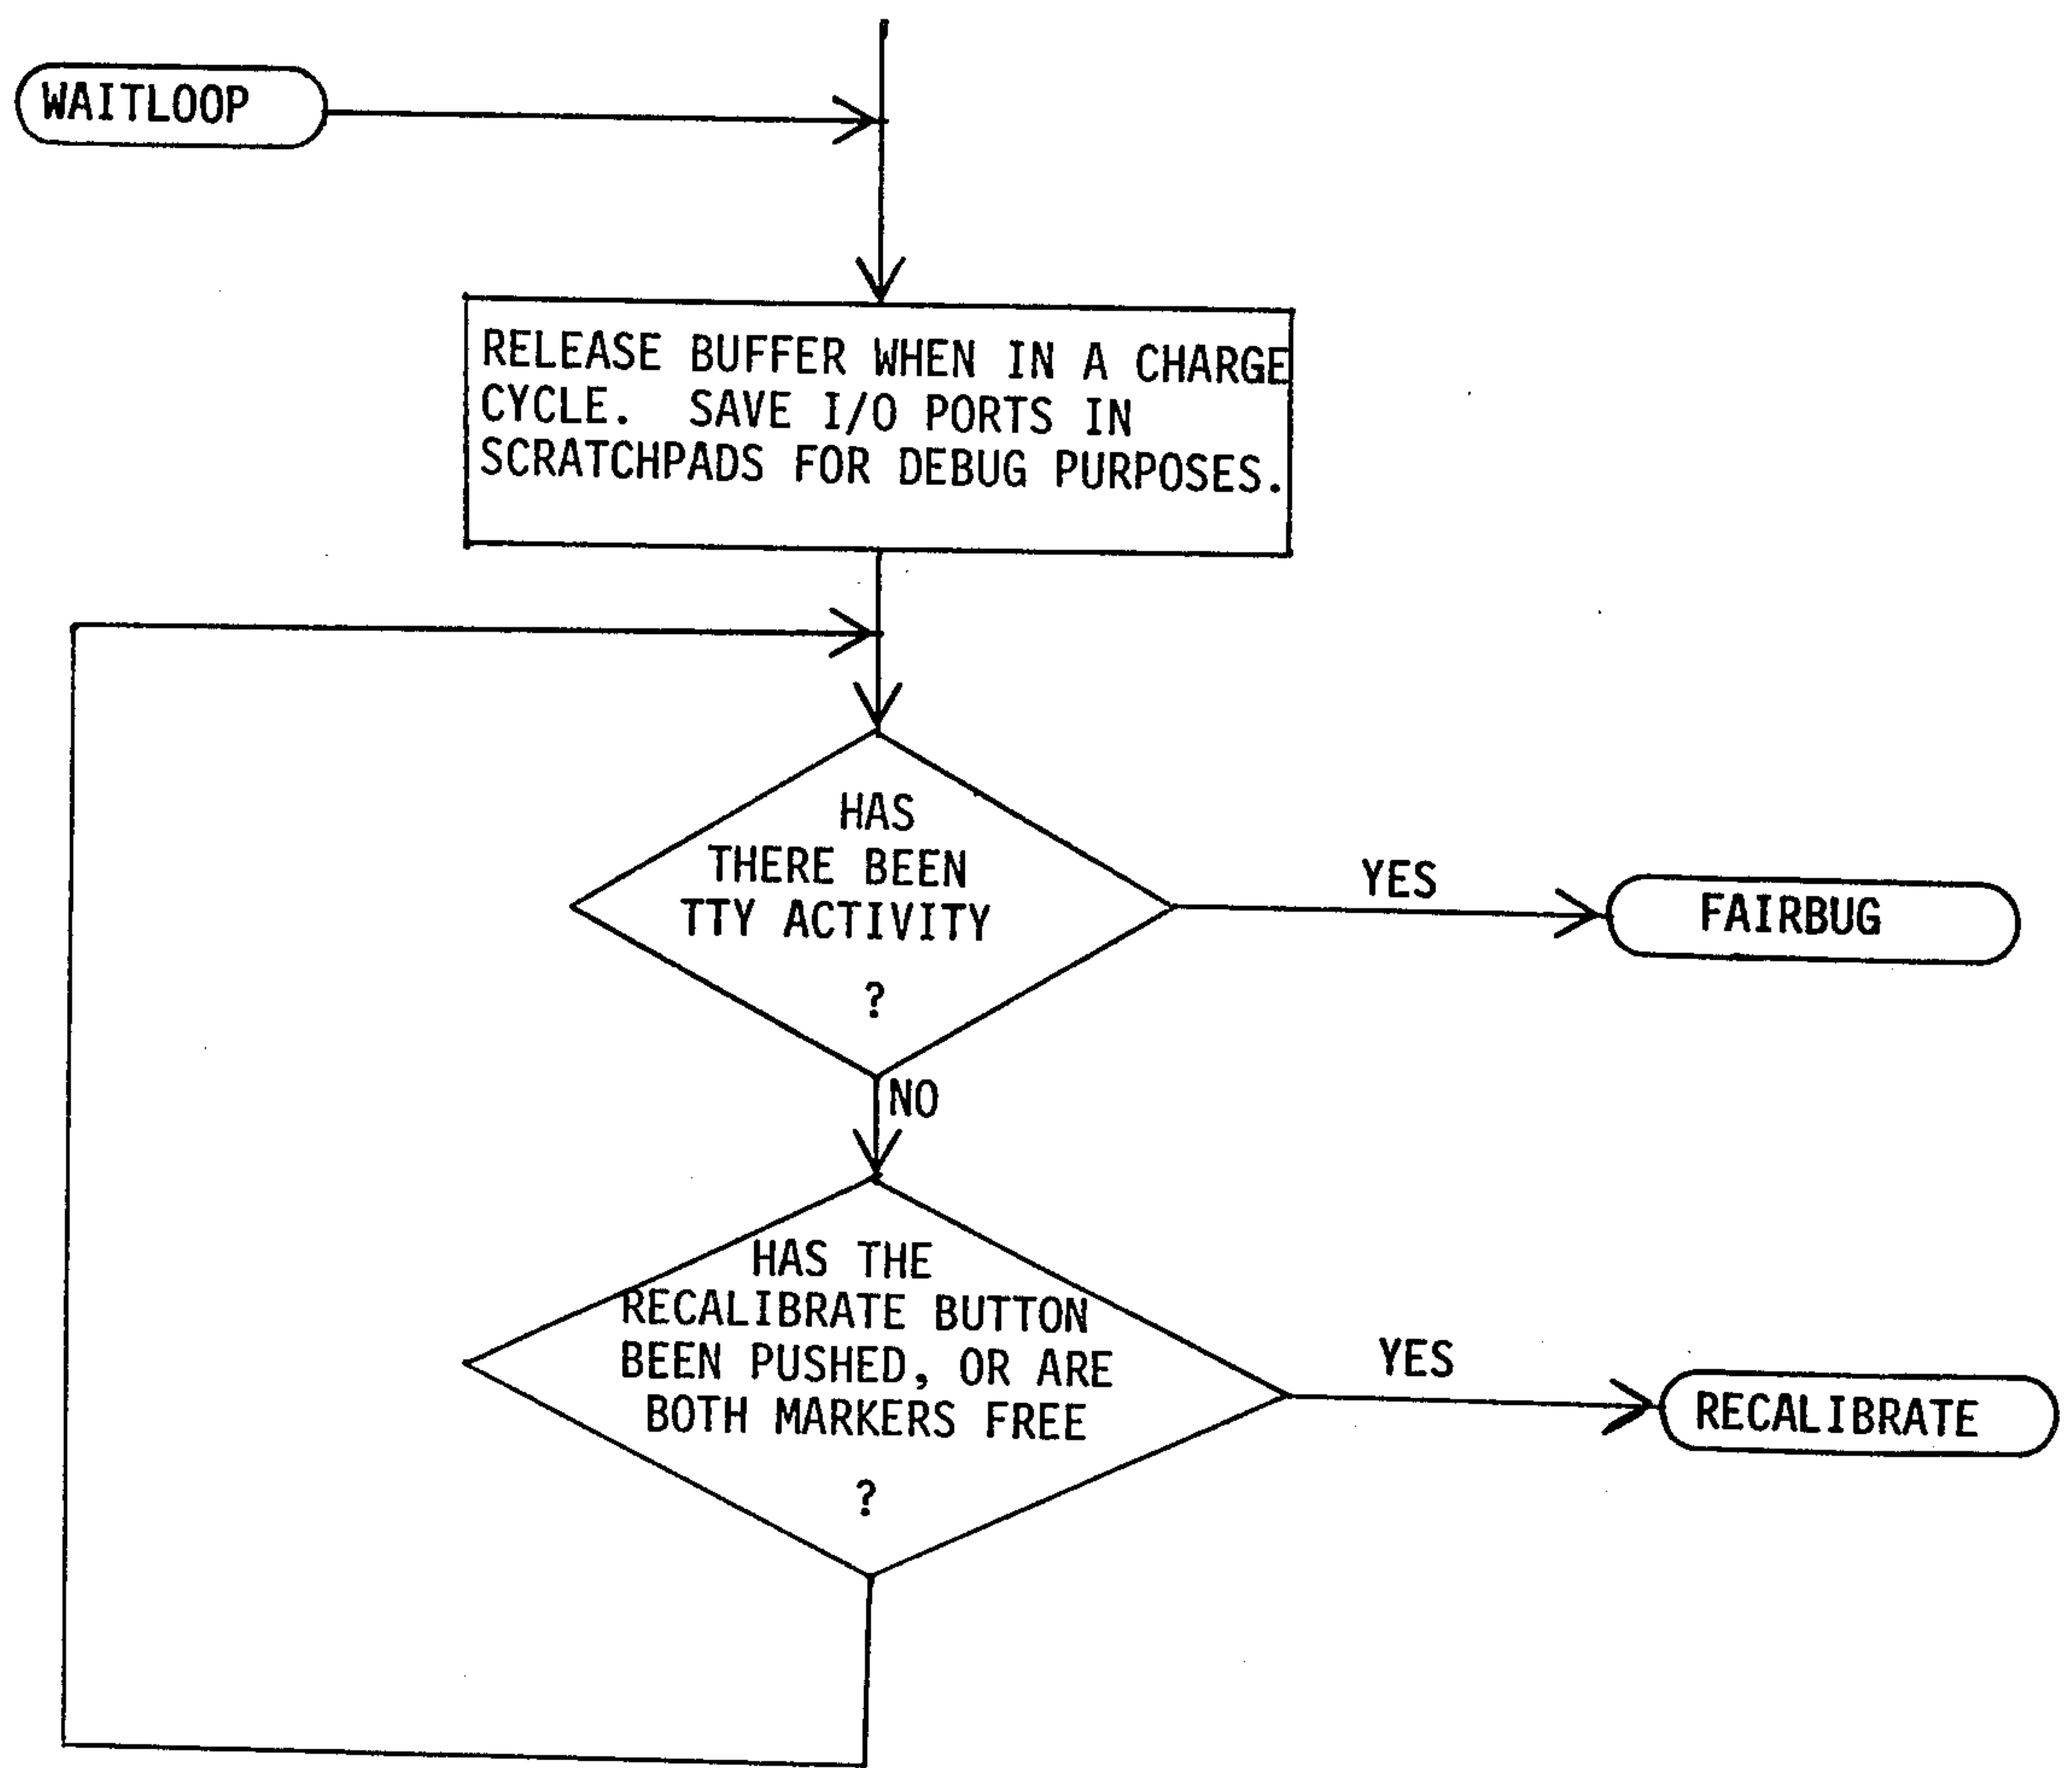 WAITLOOP
RELEASE BUFFER WHEN IN A CHARGE
CYCLE. SAVE I/O PORTS IN
SCRATCHPADS FOR DEBUG PURPOSES.
HAS
THERE BEEN
TTY ACTIVITY
?
YES
FAIRBUG
NO
HAS THE
RECALIBRATE BUTTON
BEEN PUSHED, OR ARE
BOTH MARKERS FREE
?
YES
RECALIBRATE